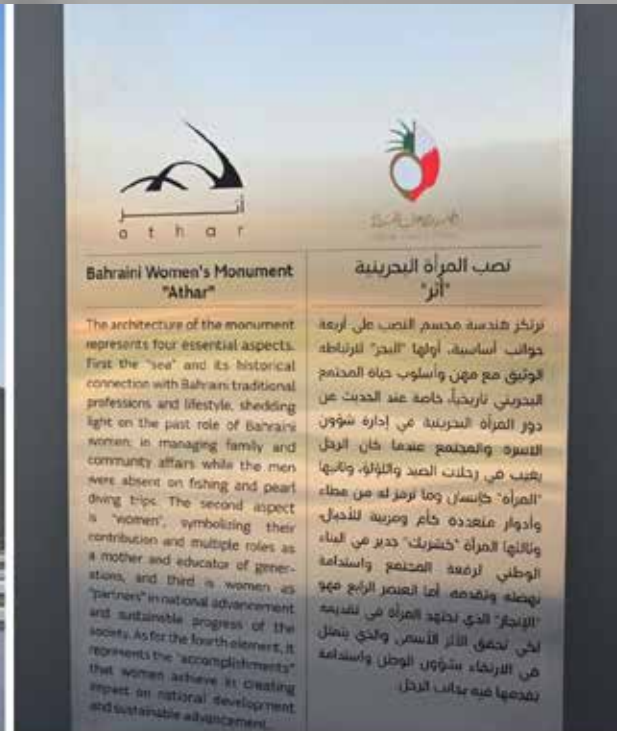 أثر
athar
Bahraini Women's Monument
"Athar"
The architecture of the monument
represents four essential aspects.
First the "sea" and its historical
connection with Bahraini traditional
professions and lifestyle, shedding
light on the past role of Bahraini
women; in managing family and
community affairs while the men
were absent on fishing and pearl
diving trips. The second aspect
is "women", symbolizing their
contribution and multiple roles as
a mother and educator of gener-
ations, and third is women as
"partners" in national advancement
and sustainable progress of the
society. As for the fourth element, it
represents the "accomplishments"
that women achieve in creating
impact on national development
and sustainable advancement.
نصب المرأة البحرينية
"أثر"
ترتكز هندسة مجسم النصب على أربعة
جوانب أساسية، أولها "البحر" لارتباطه
الوثيق مع مهن وأسلوب حياة المجتمع
البحريني تاريخياً، خاصة عند الحديث عن
دور المرأة البحرينية في إدارة شؤون
الاسرة والمجتمع عندما كان الرجل
يغيب في رحلات الصيد واللؤلؤ، وثانيها
"المرأة" كإنسان وما ترمز له من عطاء
وأدوار متعددة كأم ومربية للأجيال،
وثالثها المرأة "كشريك" جدير في البناء
الوطني لرفعة المجتمع واستدامة
نهضته وتقدمه. أما العنصر الرابع فهو
"الإنجاز" الذي تجتهد المرأة في تقديمه
لكي تحقق الأثر الأسمى والذي يتمثل
في الارتقاء بشؤون الوطن واستدامة
تقدمها فيه بجانب الرجل.